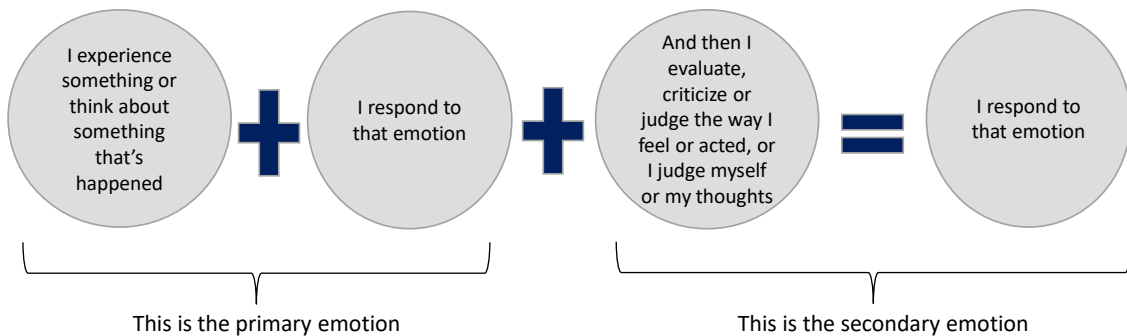 I experience
something or
think about
something
that's
happened
I respond to
that emotion
And then I
evaluate,
criticize or
judge the way I
feel or acted, or
I judge myself
or my thoughts
I respond to
that emotion
This is the primary emotion
This is the secondary emotion